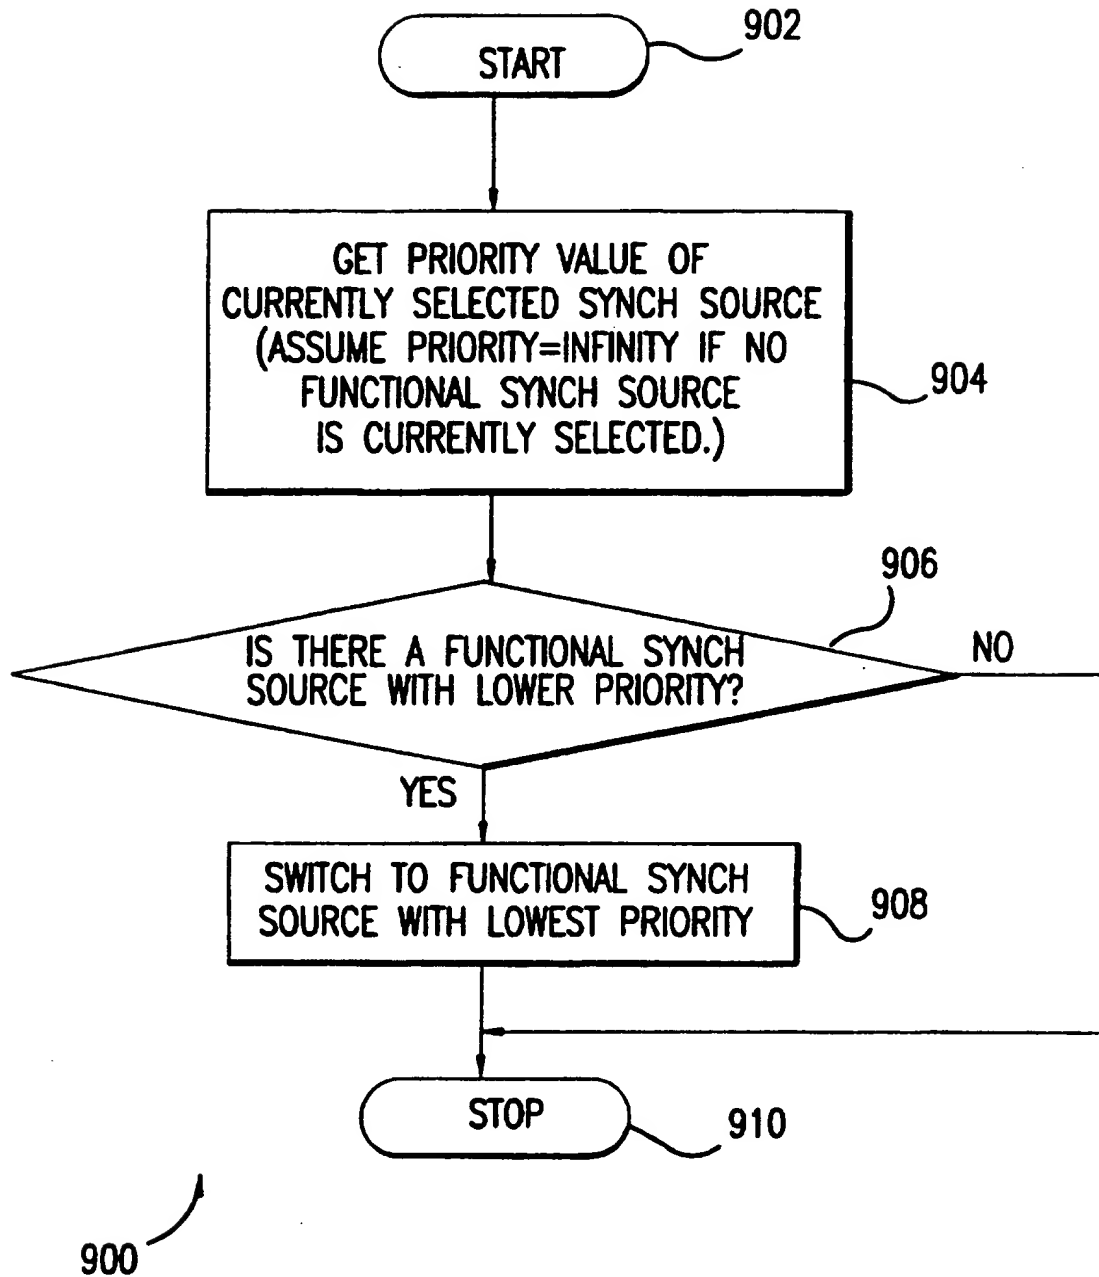 902
START
GET PRIORITY VALUE OF
CURRENTLY SELECTED SYNCH SOURCE
(ASSUME PRIORITY=INFINITY IF NO
FUNCTIONAL SYNCH SOURCE
IS CURRENTLY SELECTED.)
904
906
IS THERE A FUNCTIONAL SYNCH
SOURCE WITH LOWER PRIORITY?
NO
YES
SWITCH TO FUNCTIONAL SYNCH
SOURCE WITH LOWEST PRIORITY
908
STOP
910
900